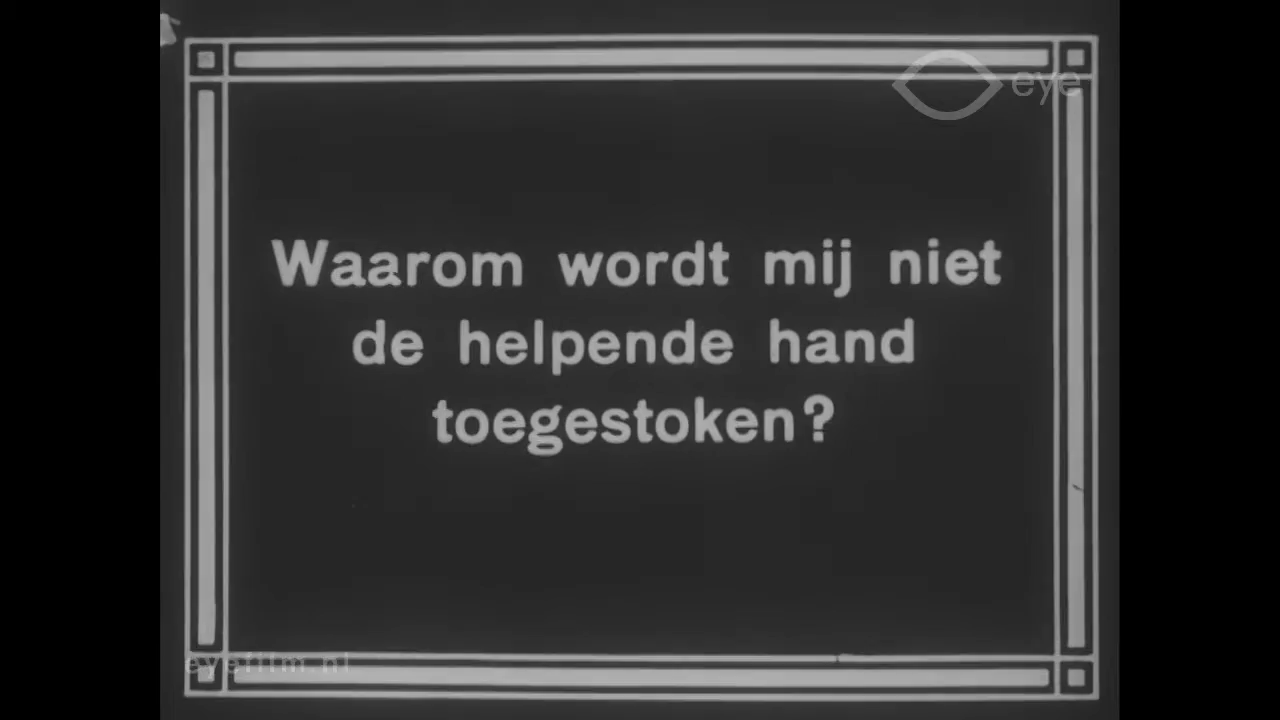 eye
Waarom wordt mij niet
de helpende hand
toegestoken?
eyefilm.nl